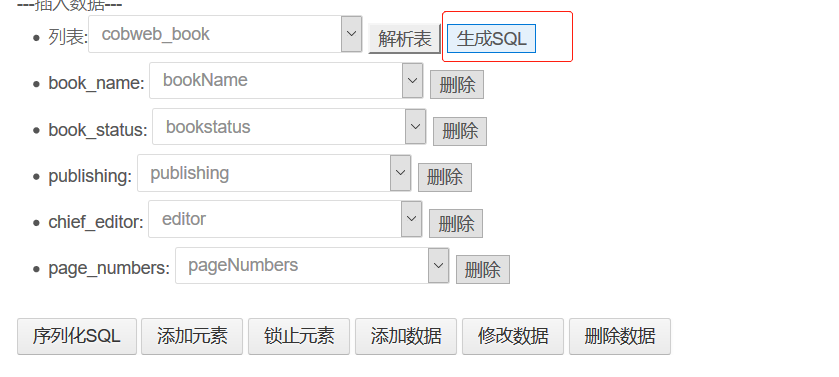 ---插入数据---
列表: cobweb_book 解析表 生成SQL
book_name: bookName 删除
book_status: bookstatus 删除
publishing: publishing 删除
chief_editor: editor 删除
page_numbers: pageNumbers 删除
序列化SQL 添加元素 锁止元素 添加数据 修改数据 删除数据